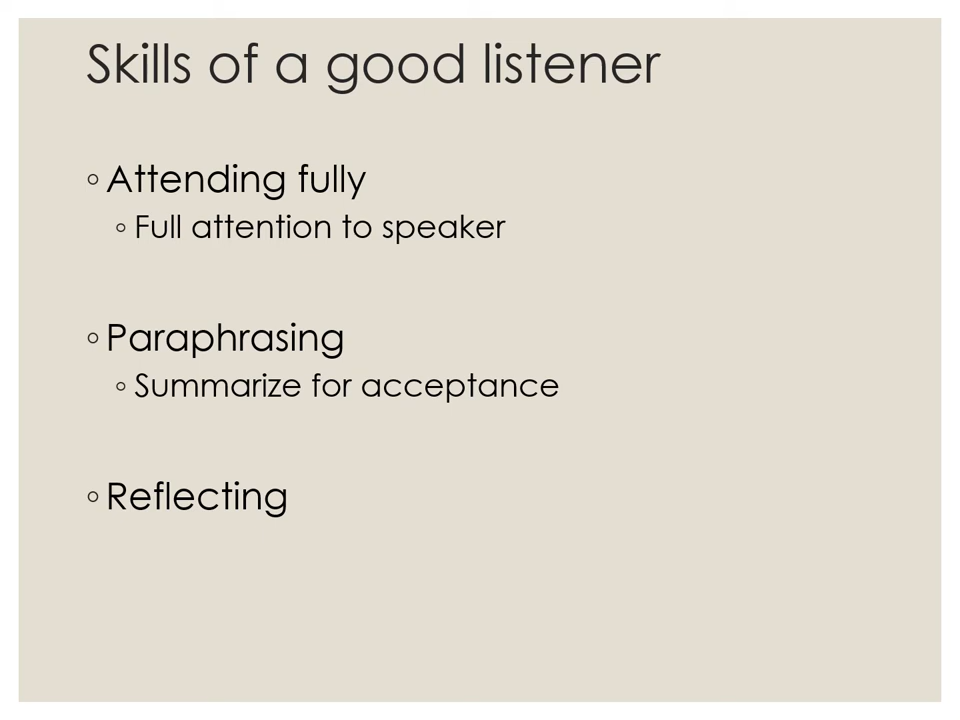 Skills of a good listener
◦ Attending fully
◦ Full attention to speaker
◦ Paraphrasing
◦ Summarize for acceptance
◦ Reflecting